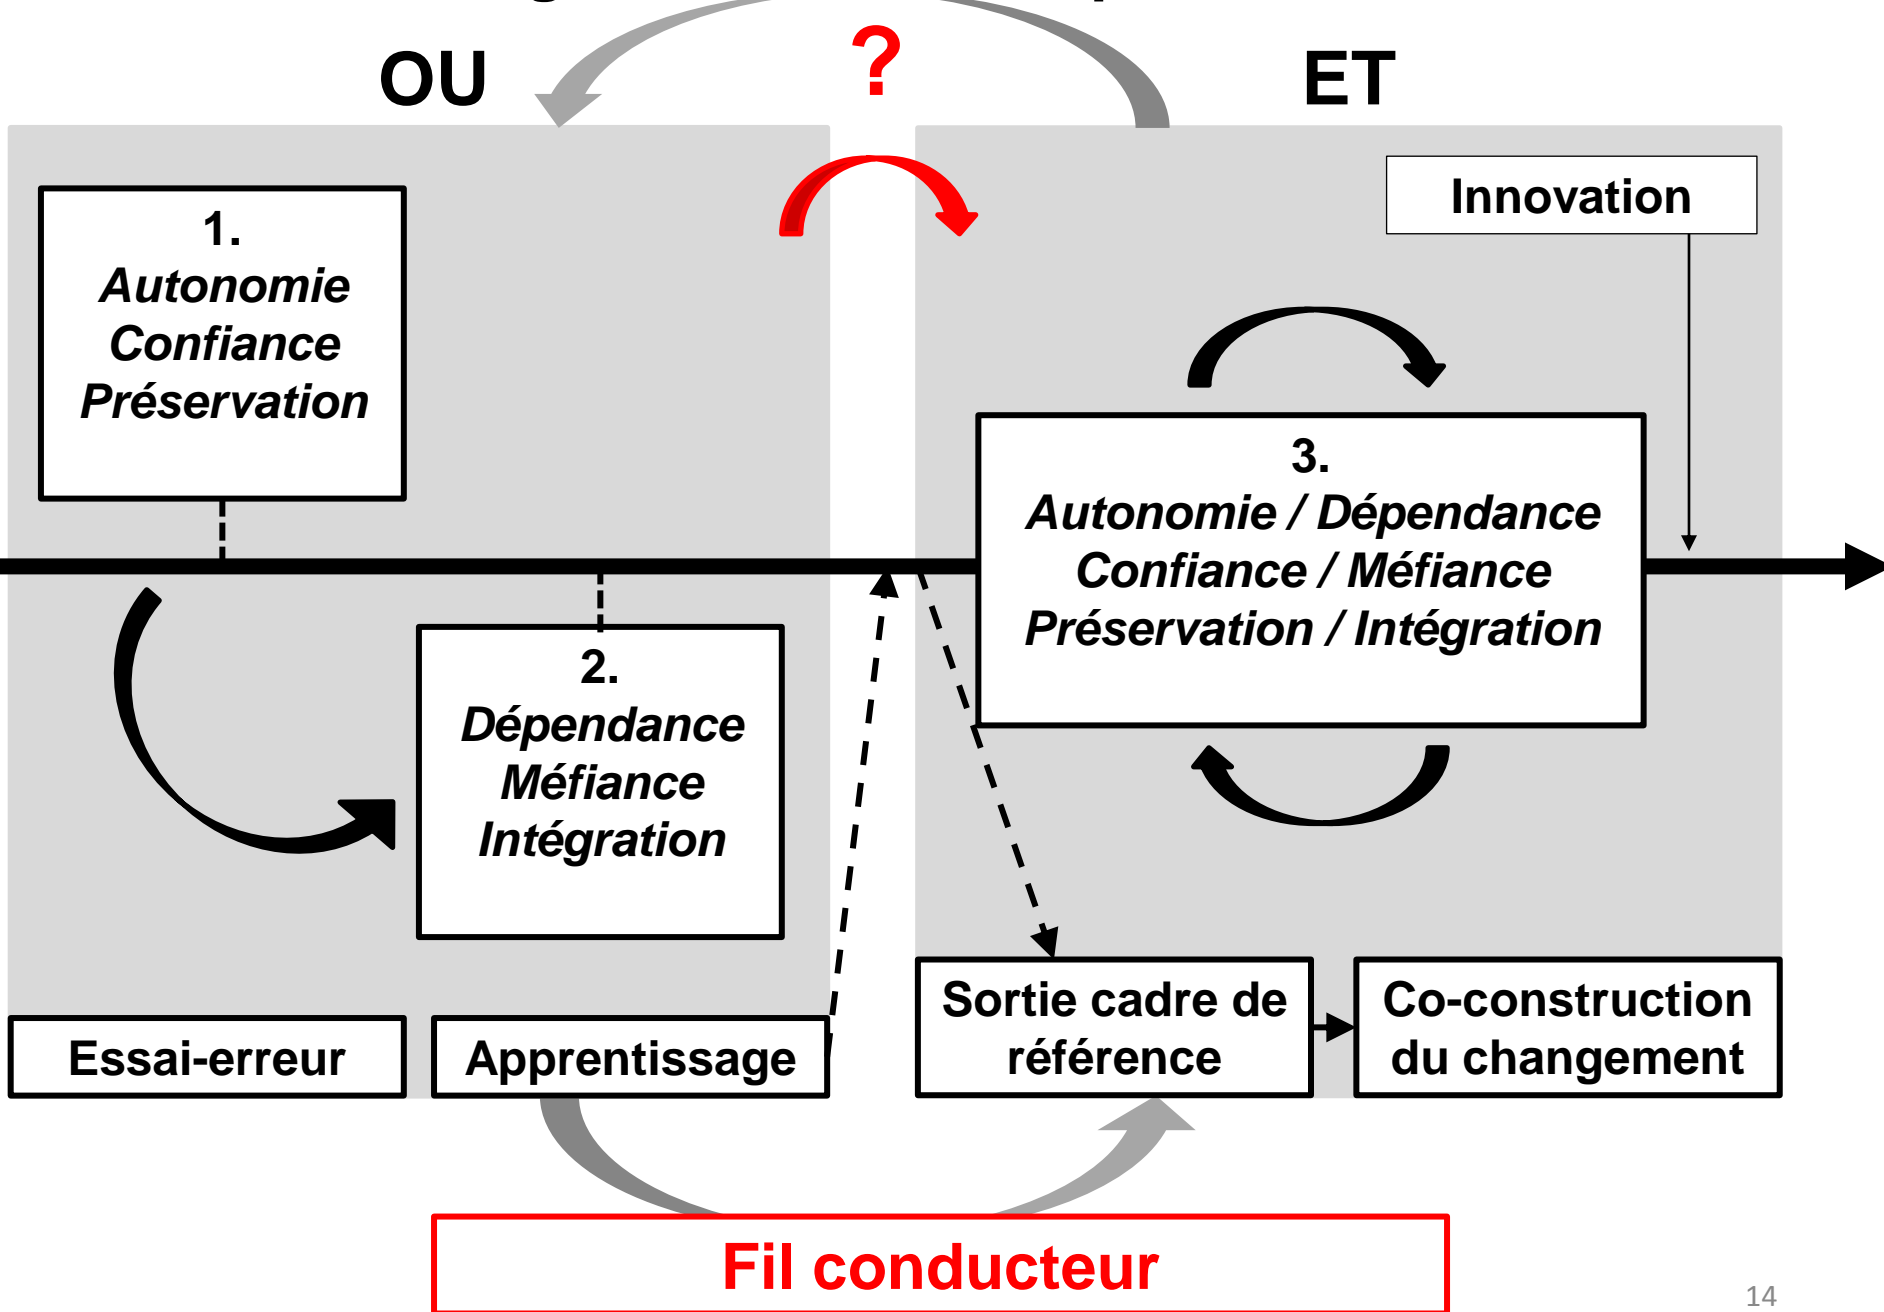 OU
?
ET
Innovation
1.
Autonomie
Confiance
Préservation
3.
Autonomie / Dépendance
Confiance / Méfiance
Préservation / Intégration
2.
Dépendance
Méfiance
Intégration
Essai-erreur
Apprentissage
Sortie cadre de
référence
Co-construction
du changement
Fil conducteur
14